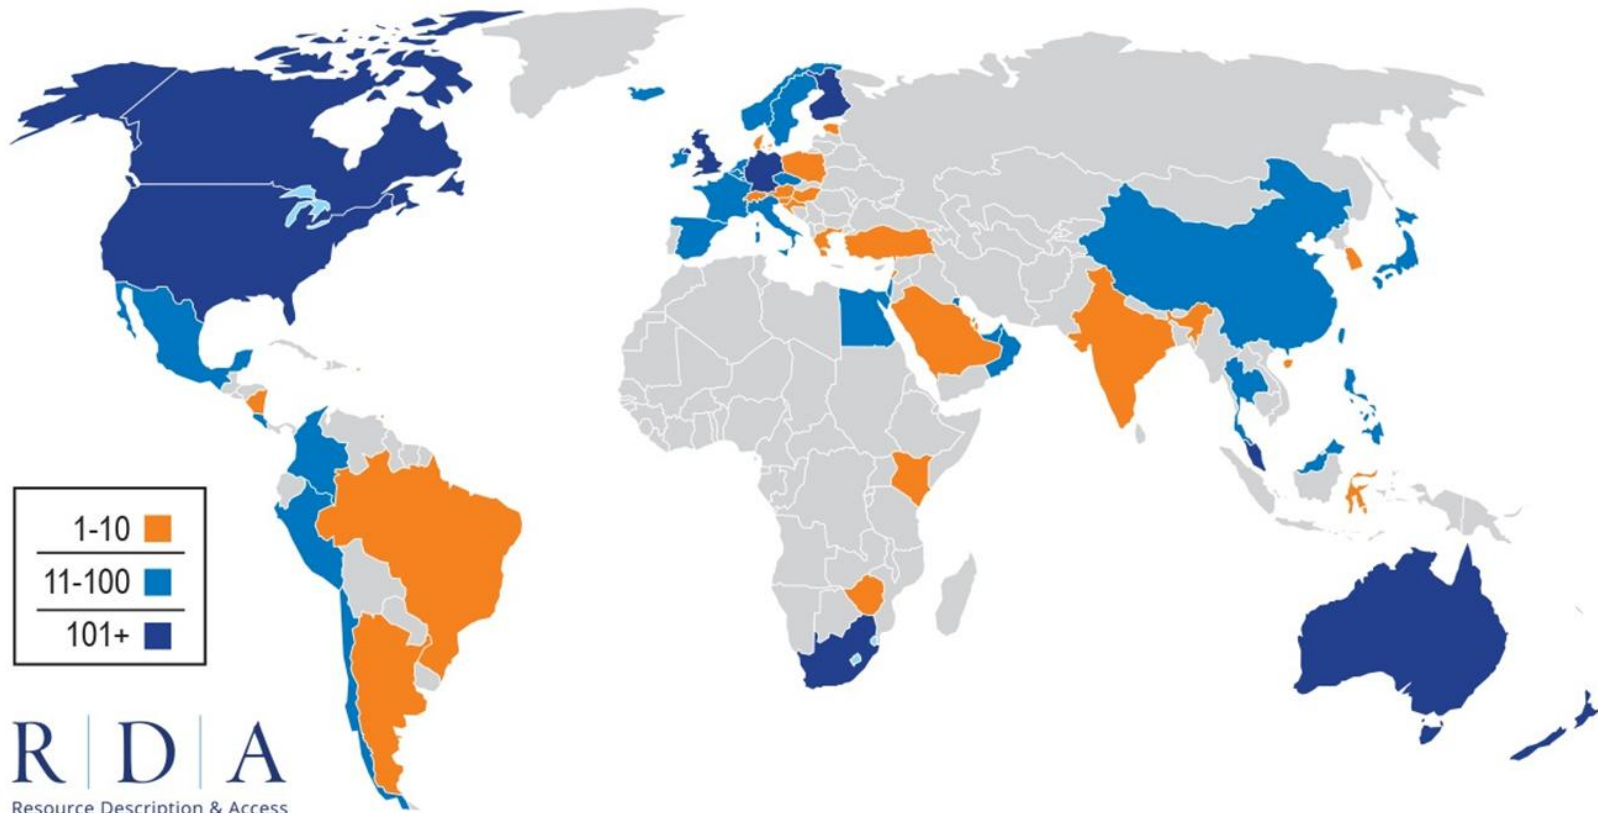 1-10
11-100
101+
R | D | A
Resource Description & Access